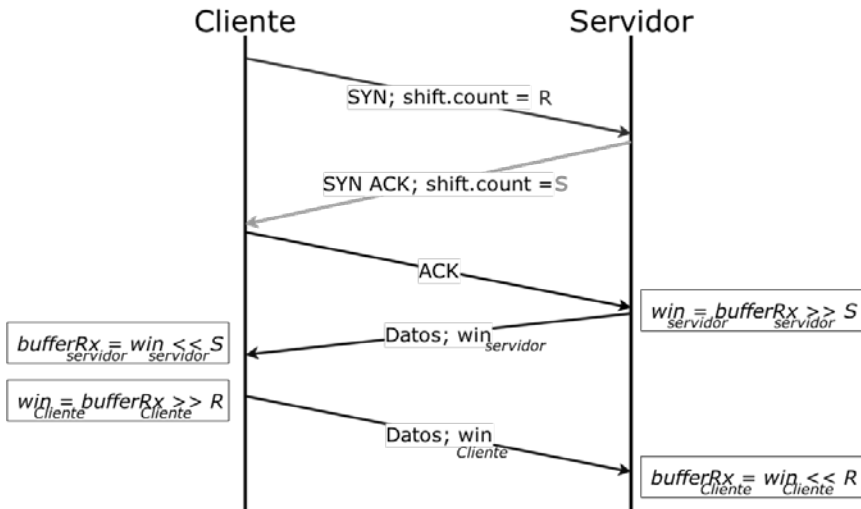 Cliente
Servidor
SYN; shift.count = R
SYN ACK; shift.count =S
ACK
win servidor = bufferRx servidor >> S
Datos; win servidor
bufferRx servidor = win servidor << S
win Cliente = bufferRx Cliente >> R
Datos; win Cliente
bufferRx Cliente = win Cliente << R